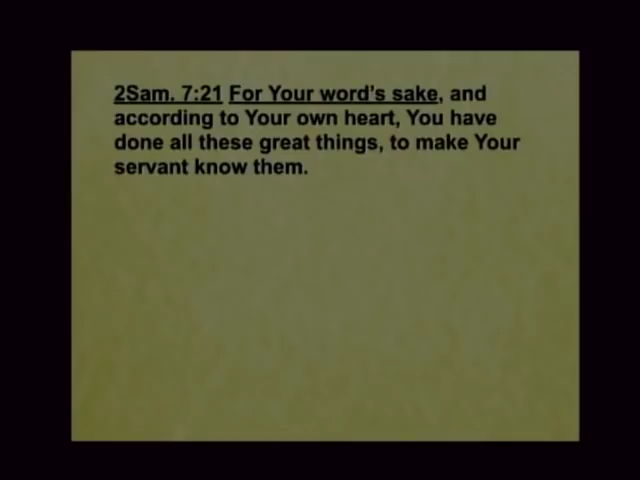 2Sam. 7:21 For Your word's sake, and
according to Your own heart, You have
done all these great things, to make Your
servant know them.